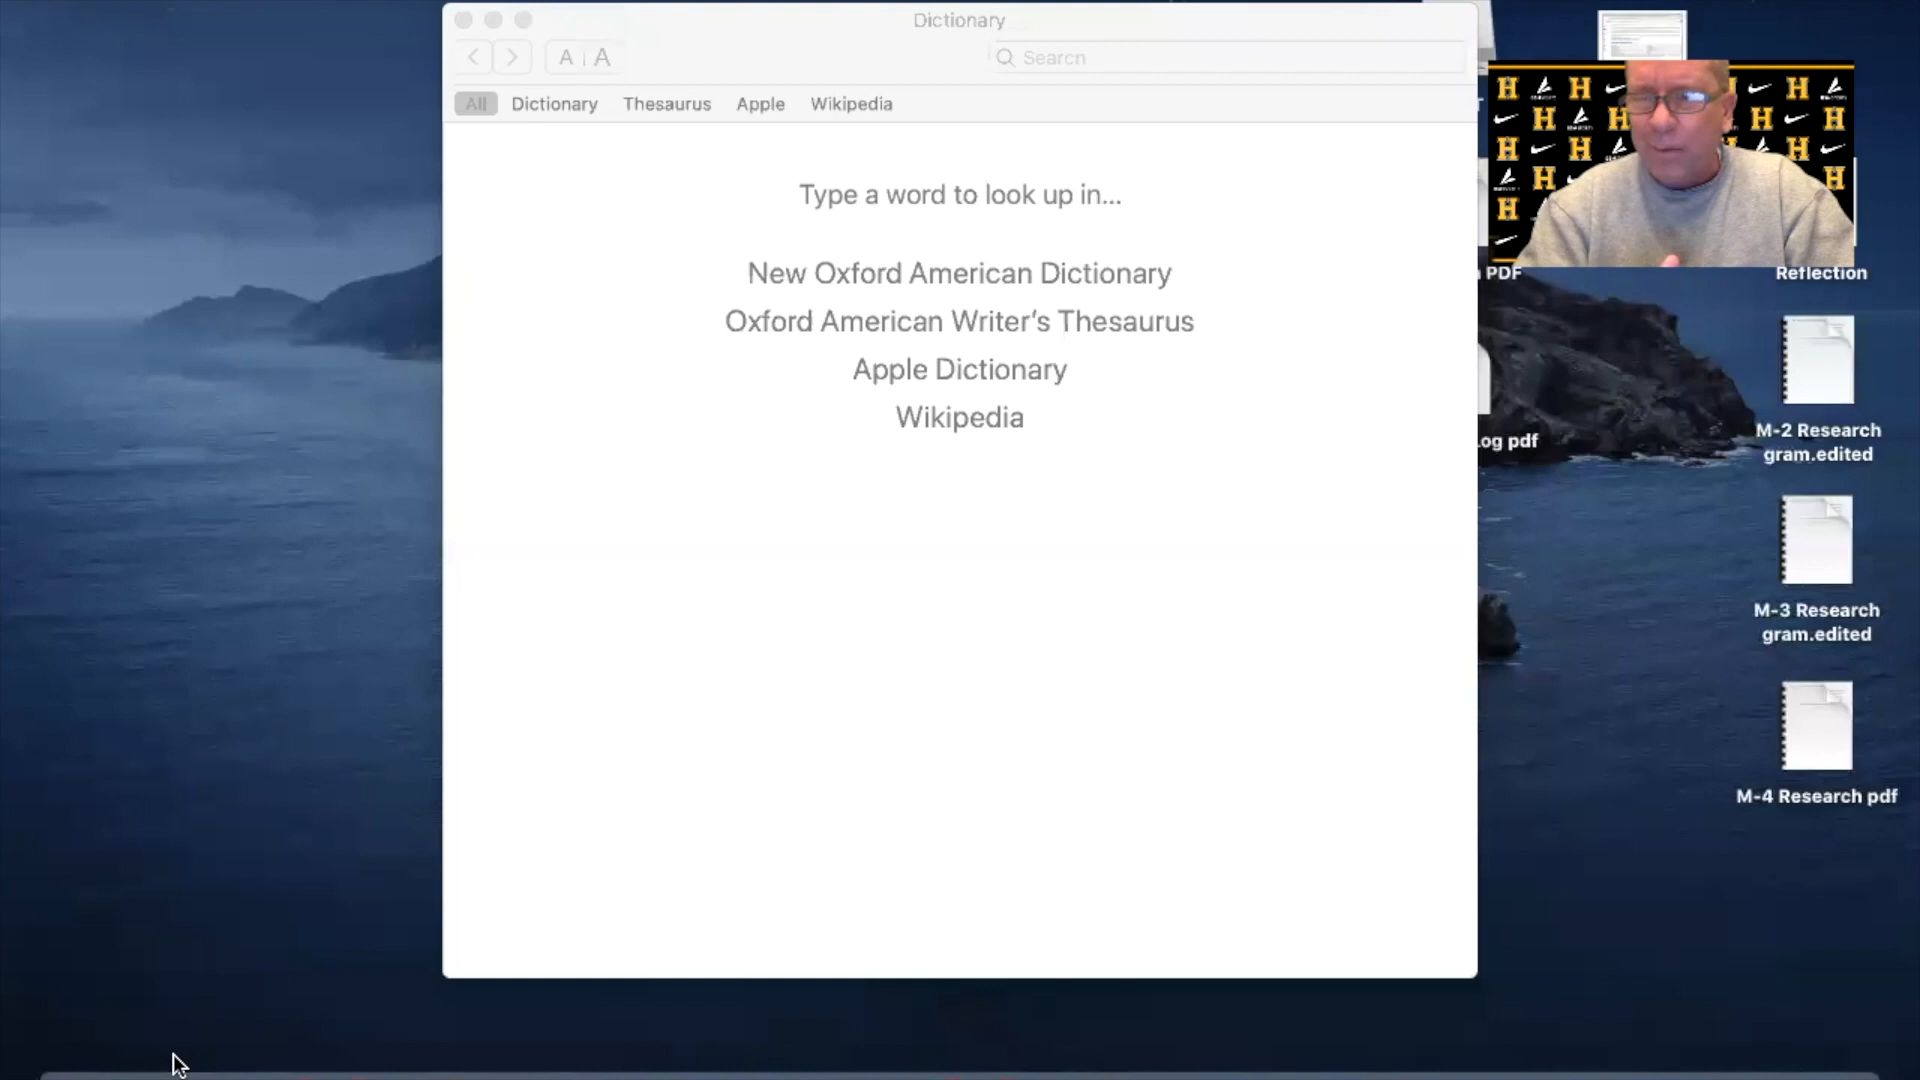 Dictionary
A A
Search
All Dictionary Thesaurus Apple Wikipedia
Type a word to look up in...
New Oxford American Dictionary
Oxford American Writer's Thesaurus
Apple Dictionary
Wikipedia
H H H H
H H H H
H H H
H H
H
PDF
Reflection
og pdf
M-2 Research
gram.edited
M-3 Research
gram.edited
M-4 Research pdf